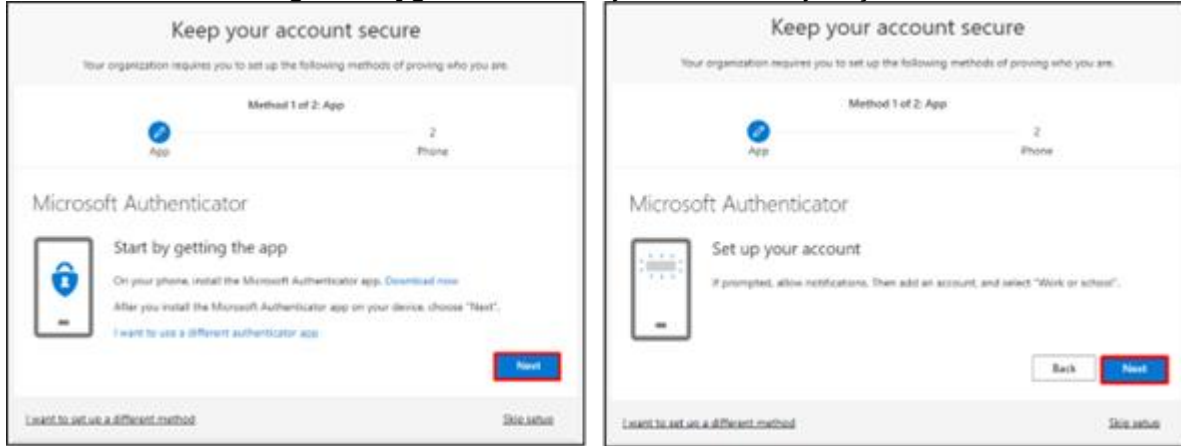 Keep your account secure
Your organization requires you to set up the following methods of proving who you are.
Method 1 of 2: App
App
2
Phone
Microsoft Authenticator
Start by getting the app
On your phone, install the Microsoft Authenticator app. Download now
After you install the Microsoft Authenticator app on your device, choose "Next".
I want to use a different authenticator app
Next
I want to set up a different method
Skip setup
Keep your account secure
Your organization requires you to set up the following methods of proving who you are.
Method 1 of 2: App
App
2
Phone
Microsoft Authenticator
Set up your account
If prompted, allow notifications. Then add an account, and select "Work or school".
Back
Next
I want to set up a different method
Skip setup